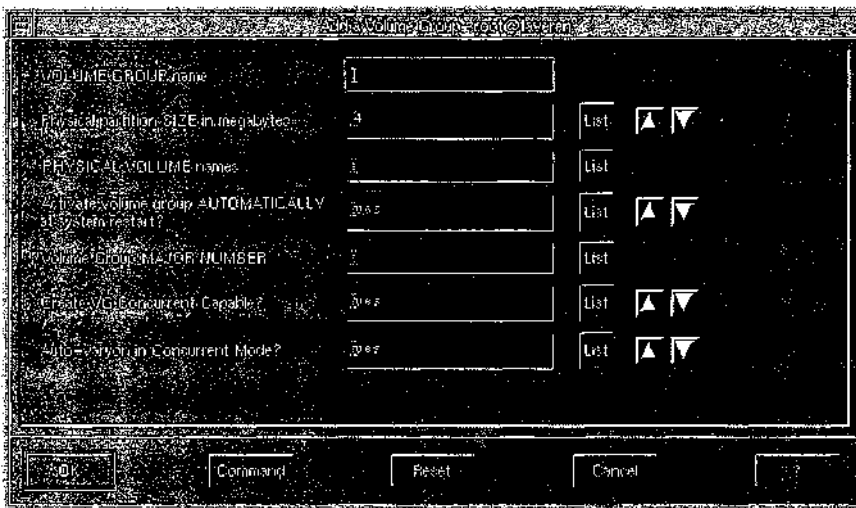 Add a Volume Group : root@
VOLUME GROUP name
Physical partition SIZE in megabytes 4 List
PHYSICAL VOLUME names List
Activate volume group AUTOMATICALLY
at system restart? yes List
Volume Group MAJOR NUMBER List
Create VG Concurrent Capable? yes List
Auto-varyon in Concurrent Mode? yes List
OK Command Reset Cancel ?